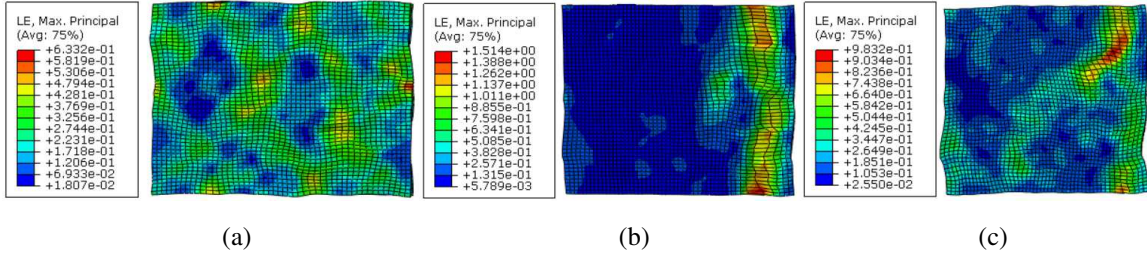 LE, Max. Principal
(Avg: 75%)
+6.332e-01
+5.819e-01
+5.306e-01
+4.794e-01
+4.281e-01
+3.769e-01
+3.256e-01
+2.744e-01
+2.231e-01
+1.718e-01
+1.206e-01
+6.933e-02
+1.807e-02
LE, Max. Principal
(Avg: 75%)
+1.514e+00
+1.388e+00
+1.262e+00
+1.137e+00
+1.011e+00
+8.855e-01
+7.598e-01
+6.341e-01
+5.085e-01
+3.828e-01
+2.571e-01
+1.315e-01
+5.789e-03
LE, Max. Principal
(Avg: 75%)
+9.832e-01
+9.034e-01
+8.236e-01
+7.438e-01
+6.640e-01
+5.842e-01
+5.044e-01
+4.245e-01
+3.447e-01
+2.649e-01
+1.851e-01
+1.053e-01
+2.550e-02
(a)
(b)
(c)